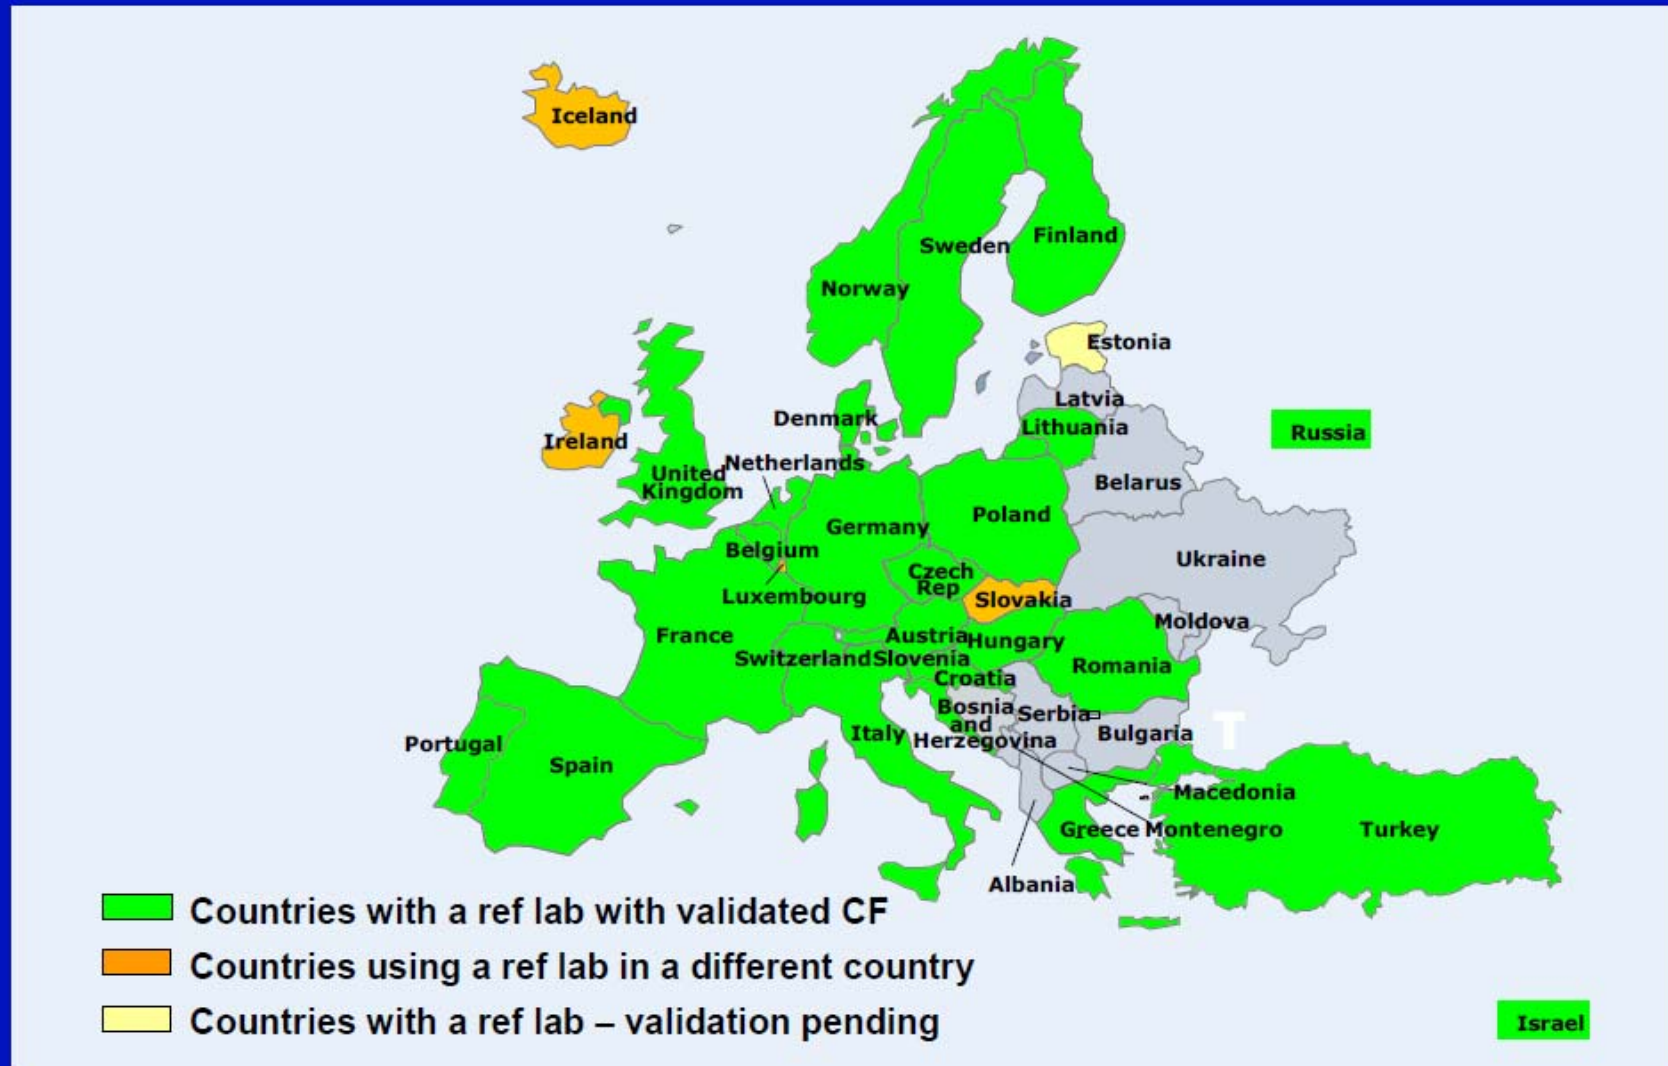 Iceland
Sweden
Finland
Norway
Estonia
Latvia
Denmark
Lithuania
Russia
Ireland
Netherlands
United
Kingdom
Belarus
Poland
Germany
Belgium
Ukraine
Czech
Rep
Luxembourg
Slovakia
Moldova
France
Austria
Hungary
Switzerland
Slovenia
Romania
Croatia
Bosnia
and
Herzegovina
Serbia
Bulgaria
T
Italy
Portugal
Spain
Macedonia
Greece
Montenegro
Turkey
Albania
Countries with a ref lab with validated CF
Countries using a ref lab in a different country
Countries with a ref lab – validation pending
Israel